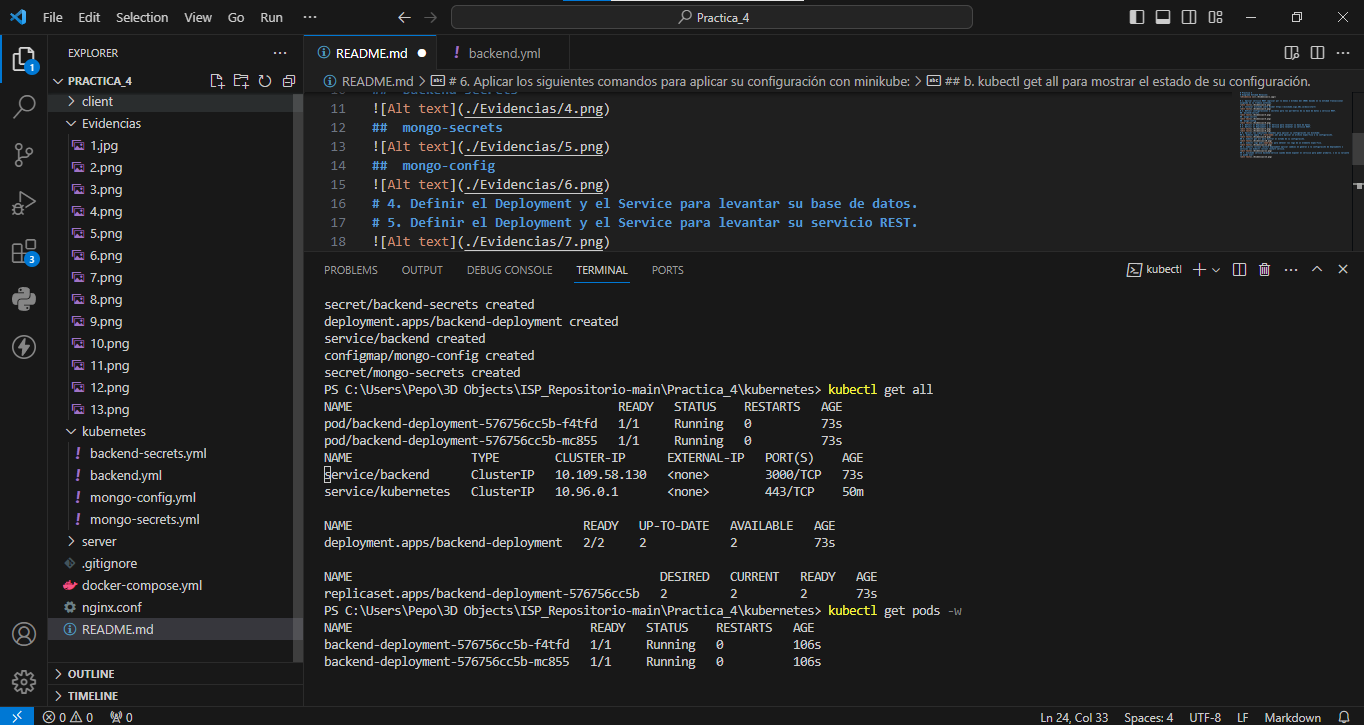 File Edit Selection View Go Run ··· Practica_4
EXPLORER ···
PRACTICA_4
client
Evidencias
1.jpg
2.png
3.png
4.png
5.png
6.png
7.png
8.png
9.png
10.png
11.png
12.png
13.png
kubernetes
backend-secrets.yml
backend.yml
mongo-config.yml
mongo-secrets.yml
server
.gitignore
docker-compose.yml
nginx.conf
README.md
OUTLINE
TIMELINE
1
3
README.md ● backend.yml
README.md > # 6. Aplicar los siguientes comandos para aplicar su configuración con minikube: > ## b. kubectl get all para mostrar el estado de su configuración.
10 ## backend-secrets
11 ![Alt text](./Evidencias/4.png)
12 ##  mongo-secrets
13 ![Alt text](./Evidencias/5.png)
14 ##  mongo-config
15 ![Alt text](./Evidencias/6.png)
16 # 4. Definir el Deployment y el Service para levantar su base de datos.
17 # 5. Definir el Deployment y el Service para levantar su servicio REST.
18 ![Alt text](./Evidencias/7.png)
PROBLEMS OUTPUT DEBUG CONSOLE TERMINAL PORTS kubectl
secret/backend-secrets created
deployment.apps/backend-deployment created
service/backend created
configmap/mongo-config created
secret/mongo-secrets created
PS C:\Users\Pepo\3D Objects\ISP_Repositorio-main\Practica_4\kubernetes> kubectl get all
NAME READY STATUS RESTARTS AGE
pod/backend-deployment-576756cc5b-f4tfd 1/1 Running 0 73s
pod/backend-deployment-576756cc5b-mc855 1/1 Running 0 73s
NAME TYPE CLUSTER-IP EXTERNAL-IP PORT(S) AGE
service/backend ClusterIP 10.109.58.130 <none> 3000/TCP 73s
service/kubernetes ClusterIP 10.96.0.1 <none> 443/TCP 50m
NAME READY UP-TO-DATE AVAILABLE AGE
deployment.apps/backend-deployment 2/2 2 2 73s
NAME DESIRED CURRENT READY AGE
replicaset.apps/backend-deployment-576756cc5b 2 2 2 73s
PS C:\Users\Pepo\3D Objects\ISP_Repositorio-main\Practica_4\kubernetes> kubectl get pods -w
NAME READY STATUS RESTARTS AGE
backend-deployment-576756cc5b-f4tfd 1/1 Running 0 106s
backend-deployment-576756cc5b-mc855 1/1 Running 0 106s
0 0 0 Ln 24, Col 33 Spaces: 4 UTF-8 LF Markdown